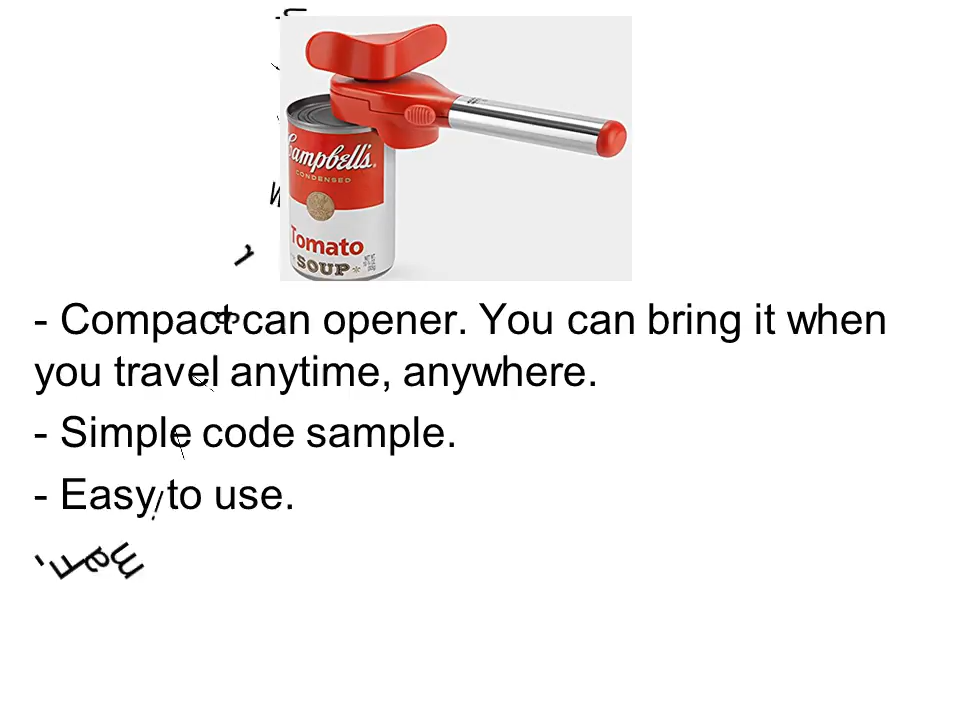 Campbell's.
CONDENSED
Tomato
SOUP
- Compact can opener. You can bring it when
you travel anytime, anywhere.
- Simple code sample.
- Easy to use.